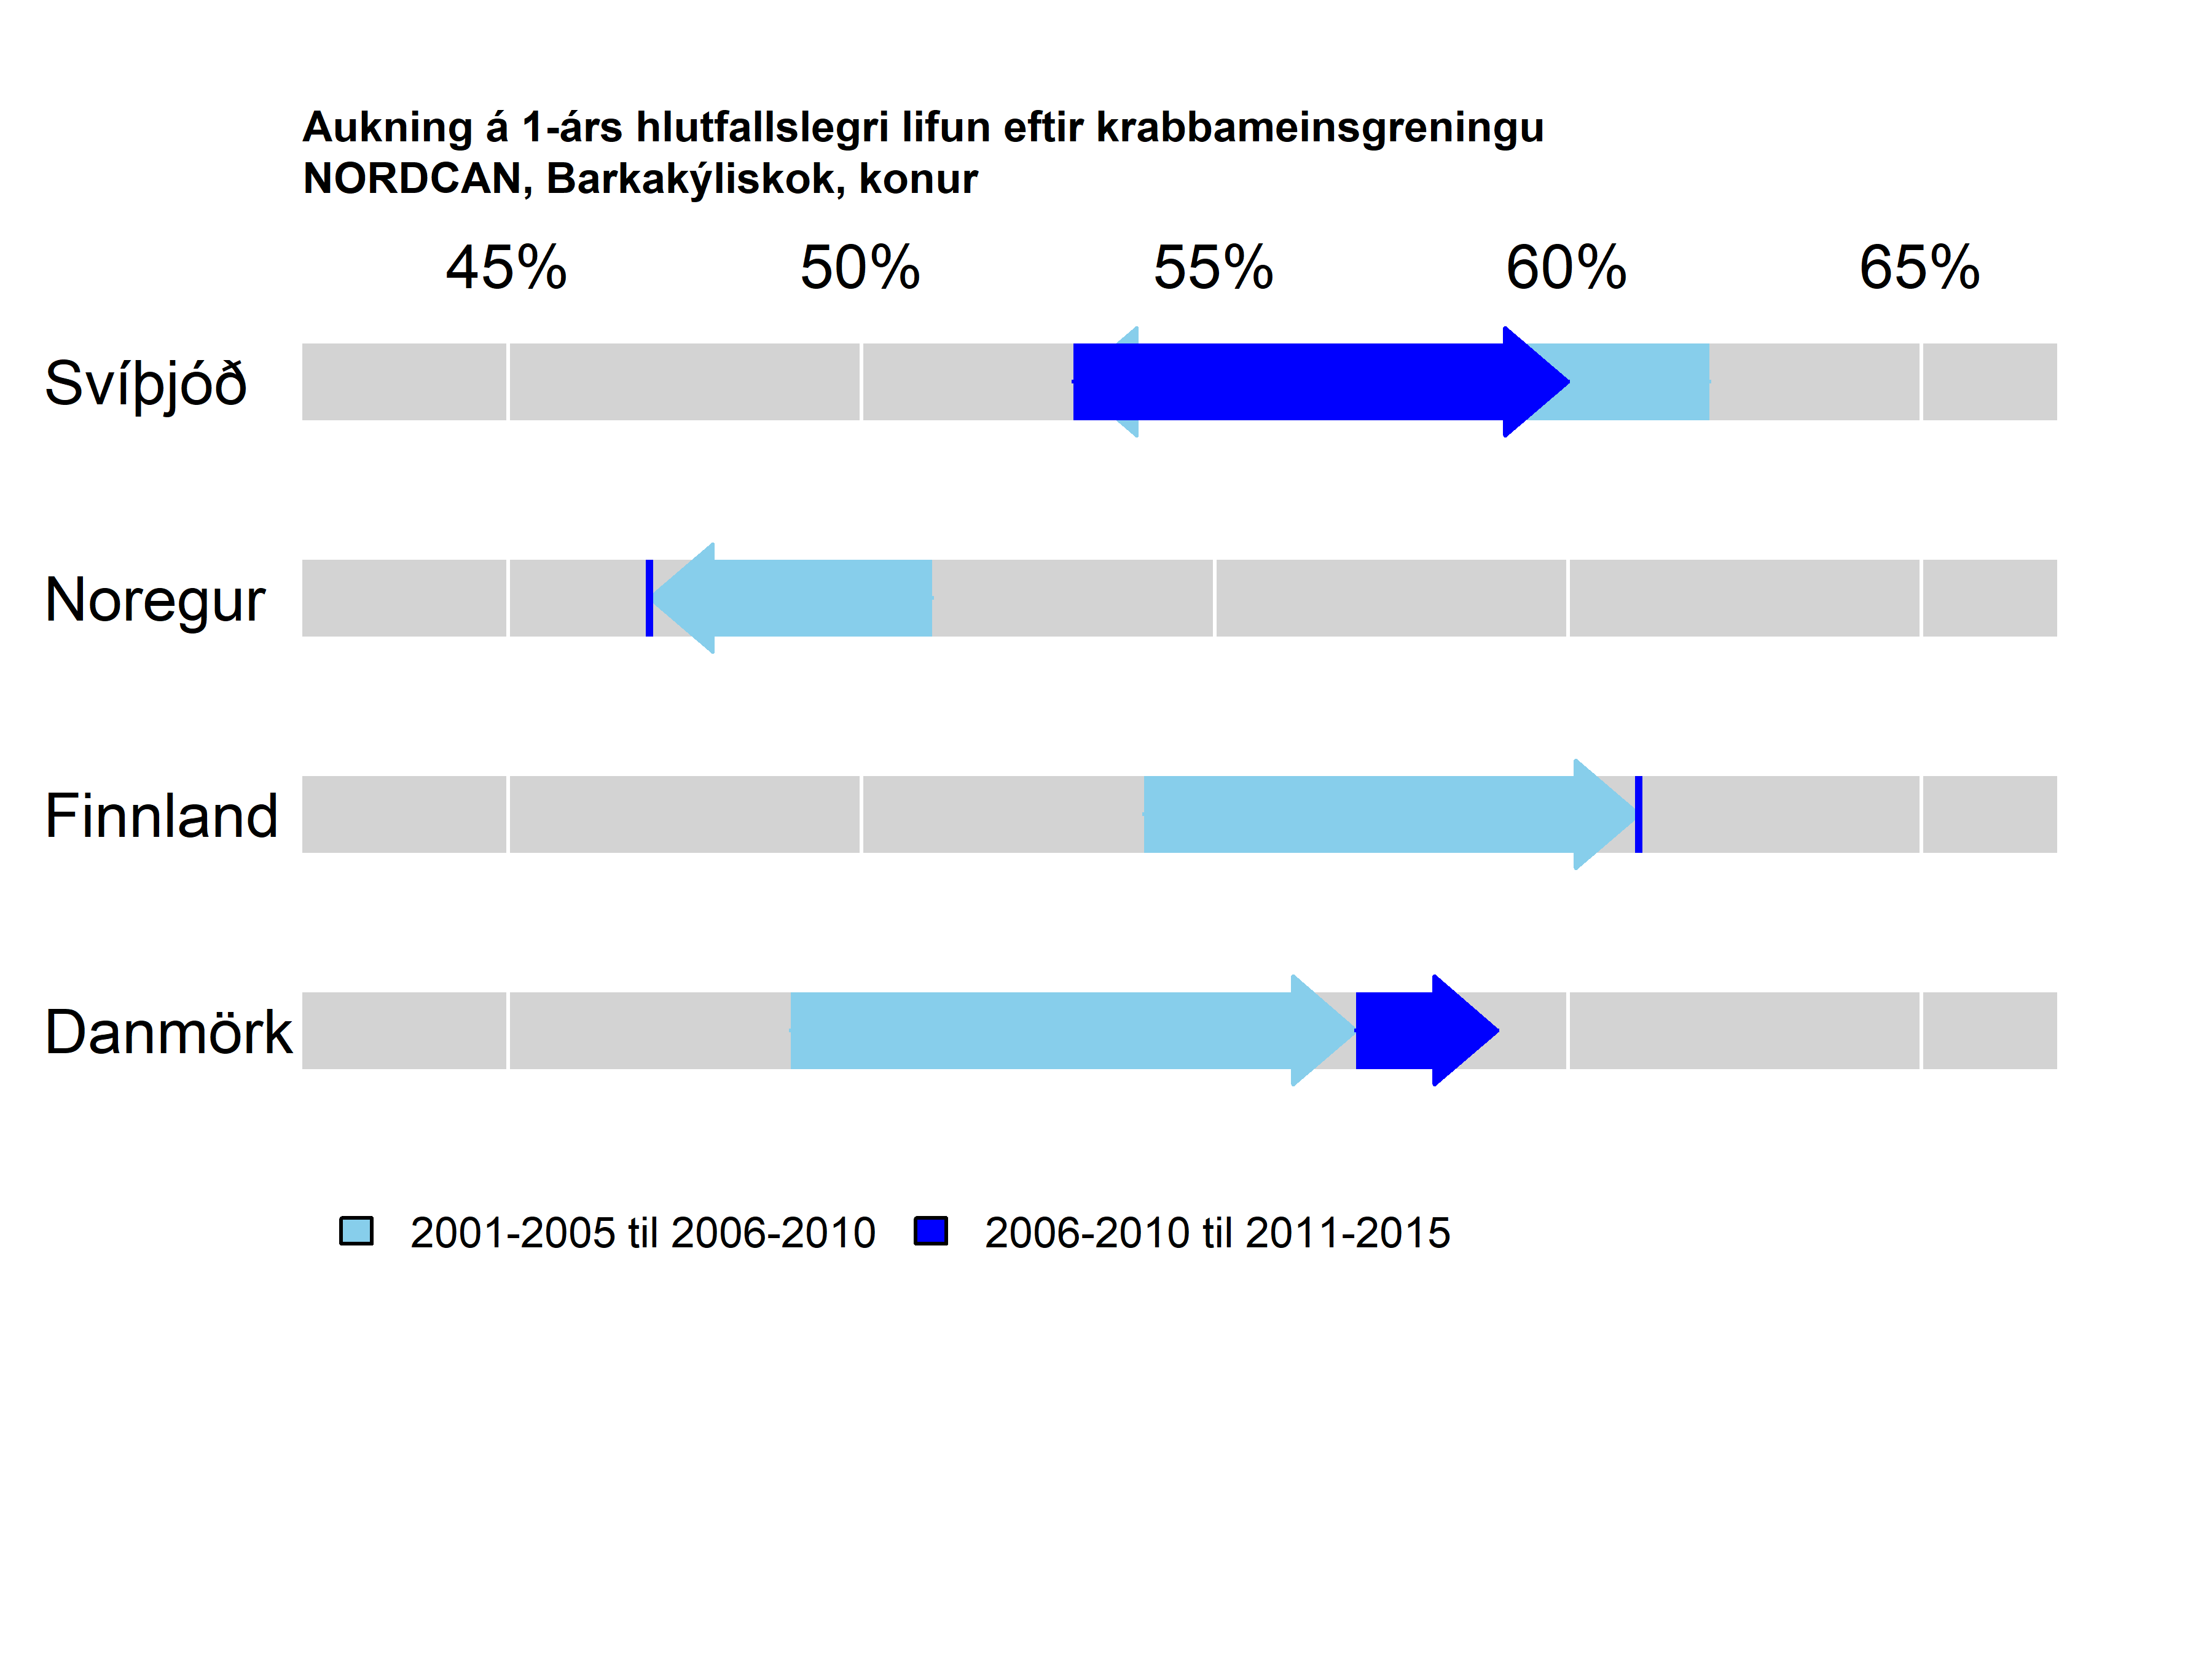 Aukning á 1-árs hlutfallslegri lifun eftir krabbameinsgreningu
NORDCAN, Barkakýliskok, konur
45% 50% 55% 60% 65%
Svíþjóð
Noregur
Finnland
Danmörk
2001-2005 til 2006-2010 2006-2010 til 2011-2015